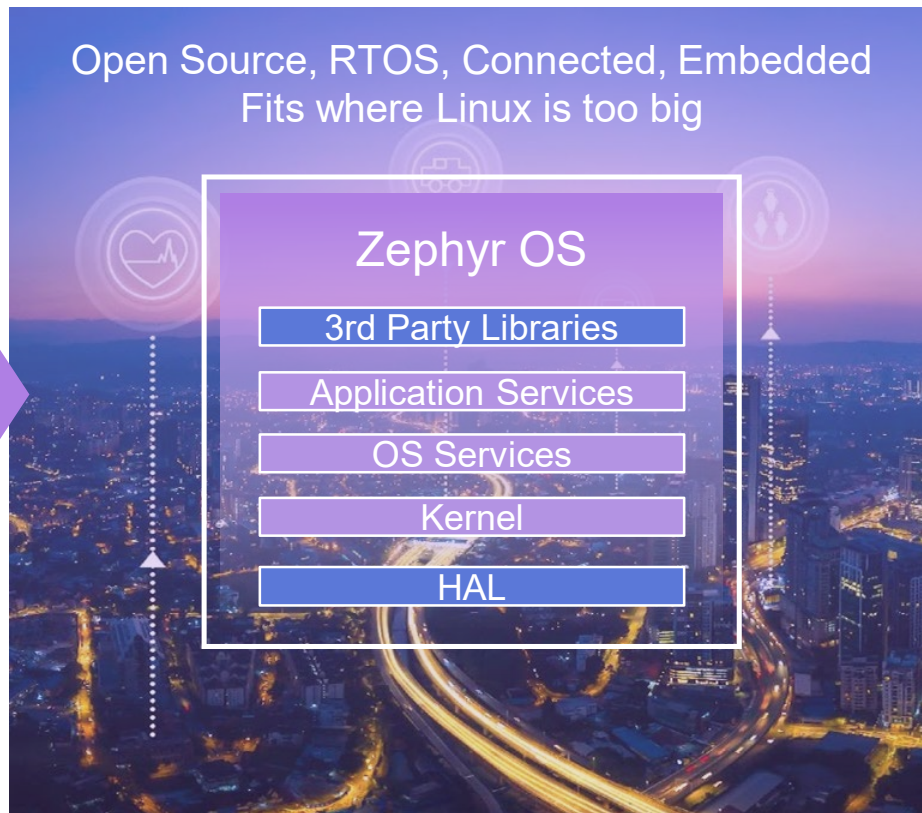 Open Source, RTOS, Connected, Embedded
Fits where Linux is too big
Zephyr OS
3rd Party Libraries
Application Services
OS Services
Kernel
HAL